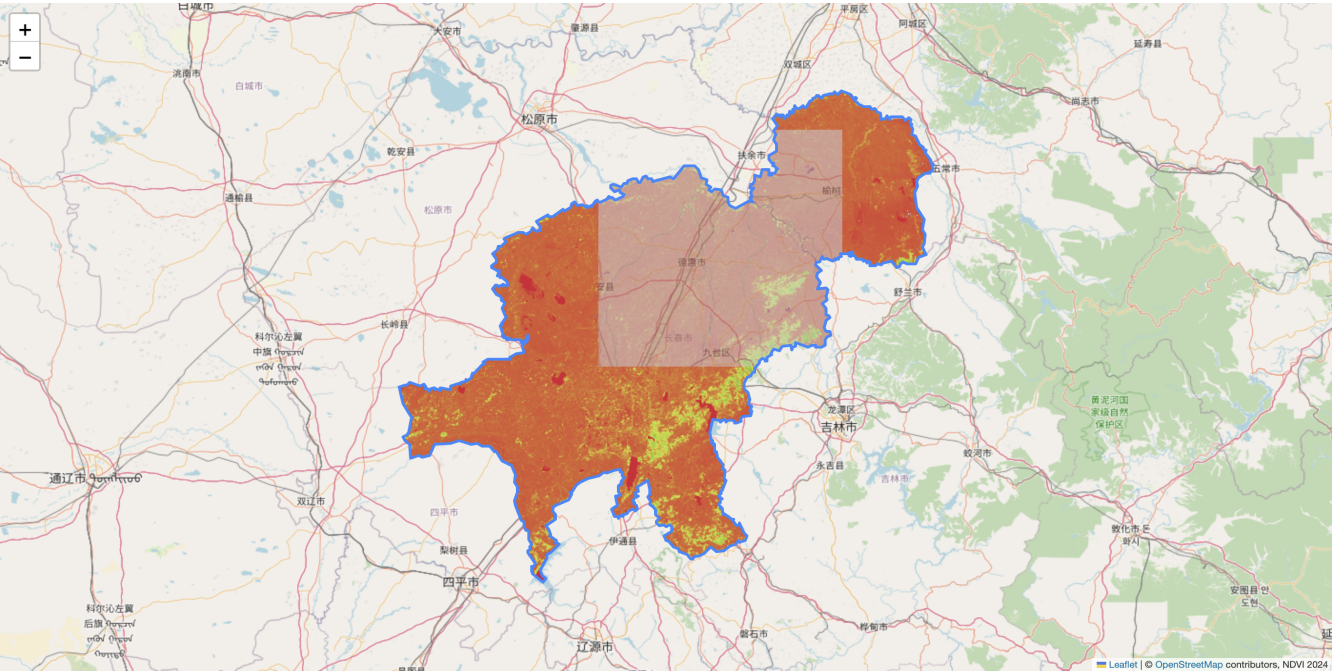 +
−
白城市
平房区
阿城区
大安市
肇源县
延寿县
双城区
洮南市
白城市
尚志市
松原市
乾安县
扶余市
五常市
榆树
通榆县
松原市
德惠市
安县
舒兰市
长岭县
科尔沁左翼
中旗
长春市
九台区
黄泥河国
家级自然
保护区
龙潭区
吉林市
蛟河市
永吉县
通辽市
吉林市
双辽市
四平市
敦化市 돈
화시
伊通县
梨树县
四平市
安图县 안
도현
科尔沁左翼
后旗
桦甸市
磐石市
辽源市
延
Leaflet | © OpenStreetMap contributors, NDVI 2024